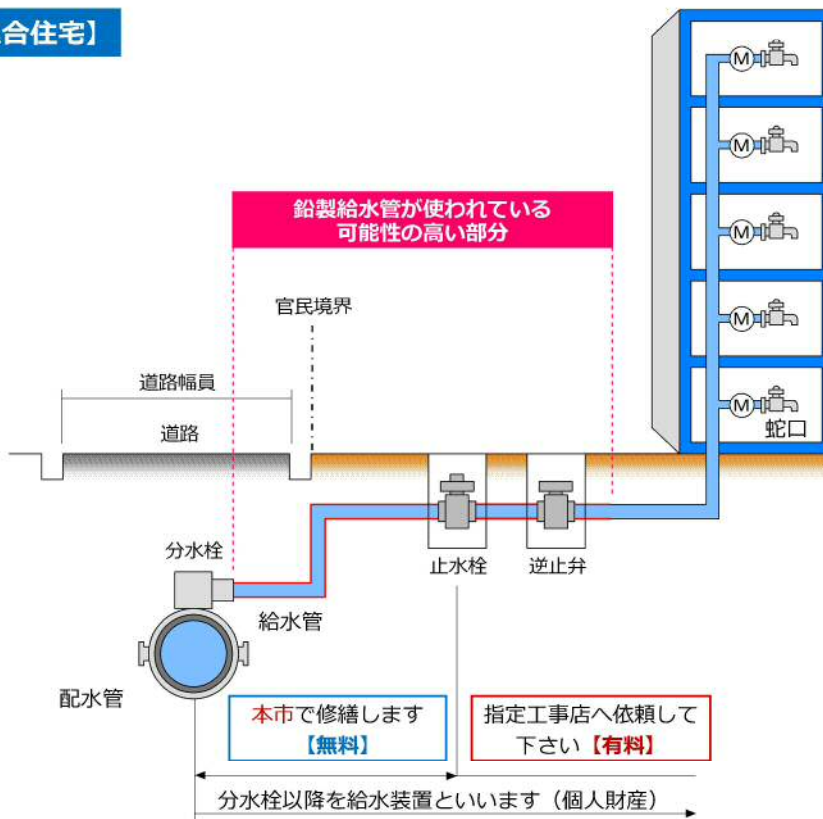 合住宅】
M
M
M
M
M
蛇口
鉛製給水管が使われている
可能性の高い部分
官民境界
道路幅員
道路
分水栓
止水栓
逆止弁
給水管
配水管
本市で修繕します
【無料】
指定工事店へ依頼して
下さい【有料】
分水栓以降を給水装置といいます（個人財産）